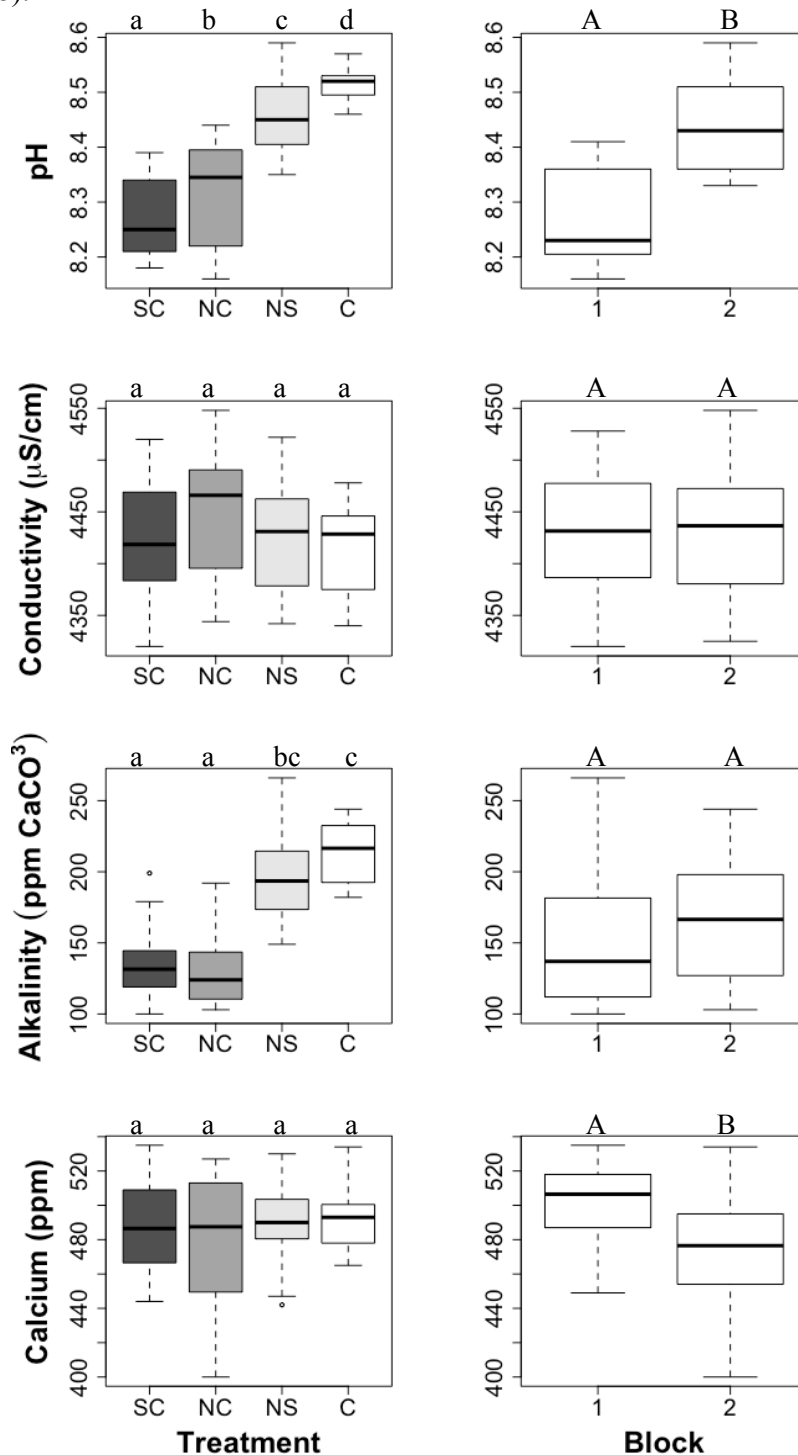 a b c d A B
pH
8.6
8.5
8.4
8.3
8.2
8.6
8.5
8.4
8.3
8.2
SC NC NS C 1 2
a a a a A A
Conductivity (µS/cm)
4550
4450
4350
4550
4450
4350
SC NC NS C 1 2
a a bc c A A
Alkalinity (ppm CaCO³)
250
200
150
100
250
200
150
100
SC NC NS C 1 2
a a a a A B
Calcium (ppm)
520
480
440
400
520
480
440
400
SC NC NS C 1 2
Treatment Block